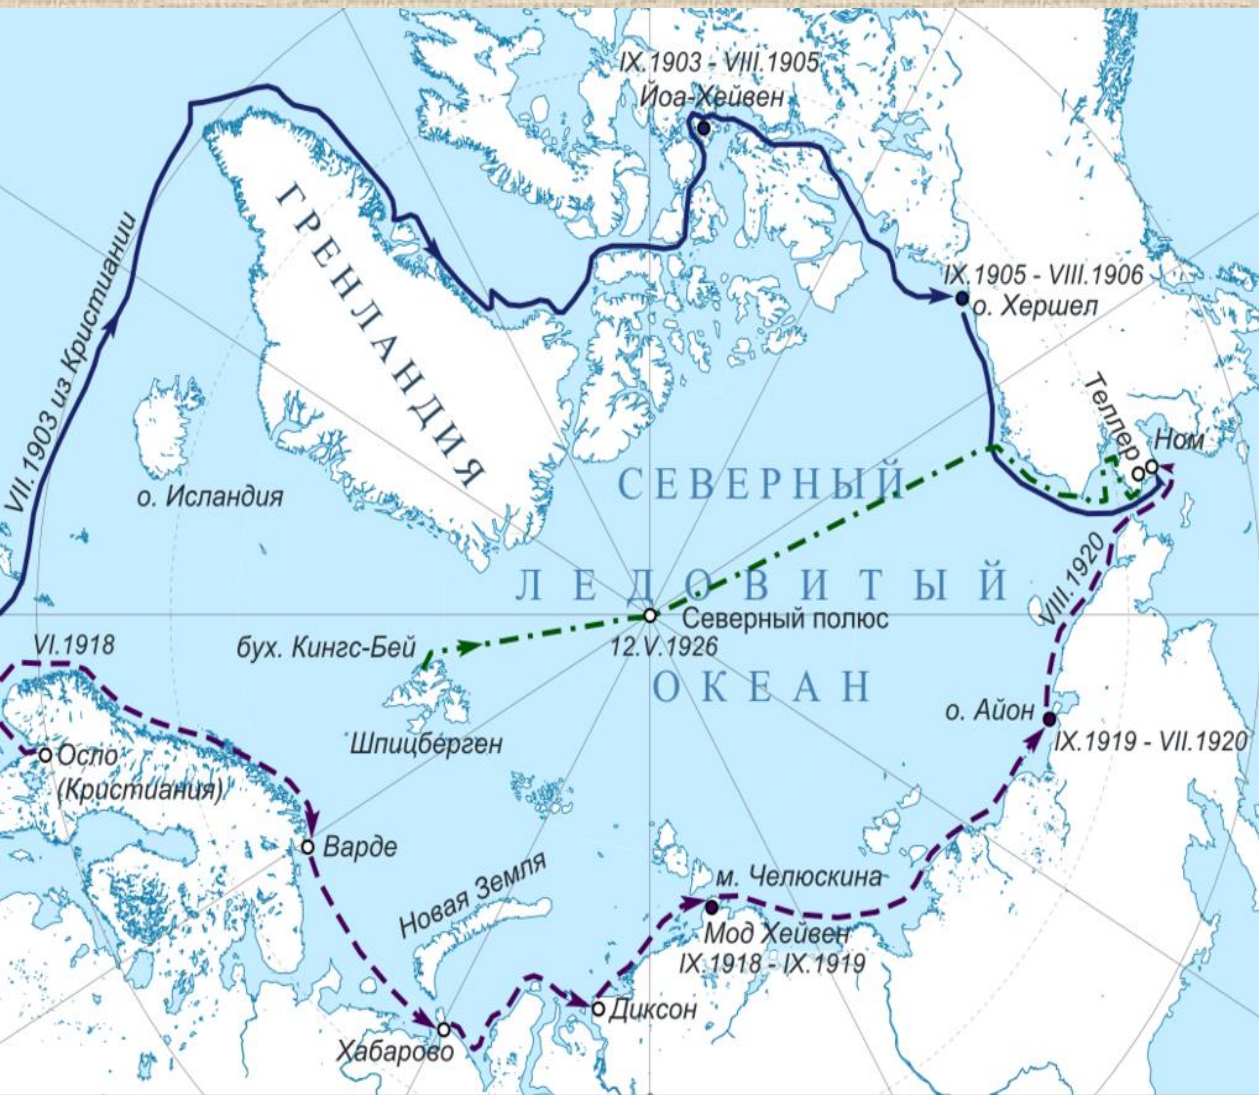 IX.1903 - VIII.1905
Йоа-Хейвен
ГРЕНЛАНДИЯ
VII. 1903 из Кристиании
IX.1905 - VIII.1906
о. Хершел
Теллер
Ном
о. Исландия
СЕВЕРНЫЙ
ЛЕДОВИТЫЙ
ОКЕАН
Северный полюс
12.V.1926
VIII.1920
VI.1918
бух. Кингс-Бей
Шпицберген
о. Айон
IX.1919 - VII.1920
Осло
(Кристиания)
Варде
Новая Земля
м. Челюскина
Мод Хейвен
IX.1918 - IX.1919
Диксон
Хабарово